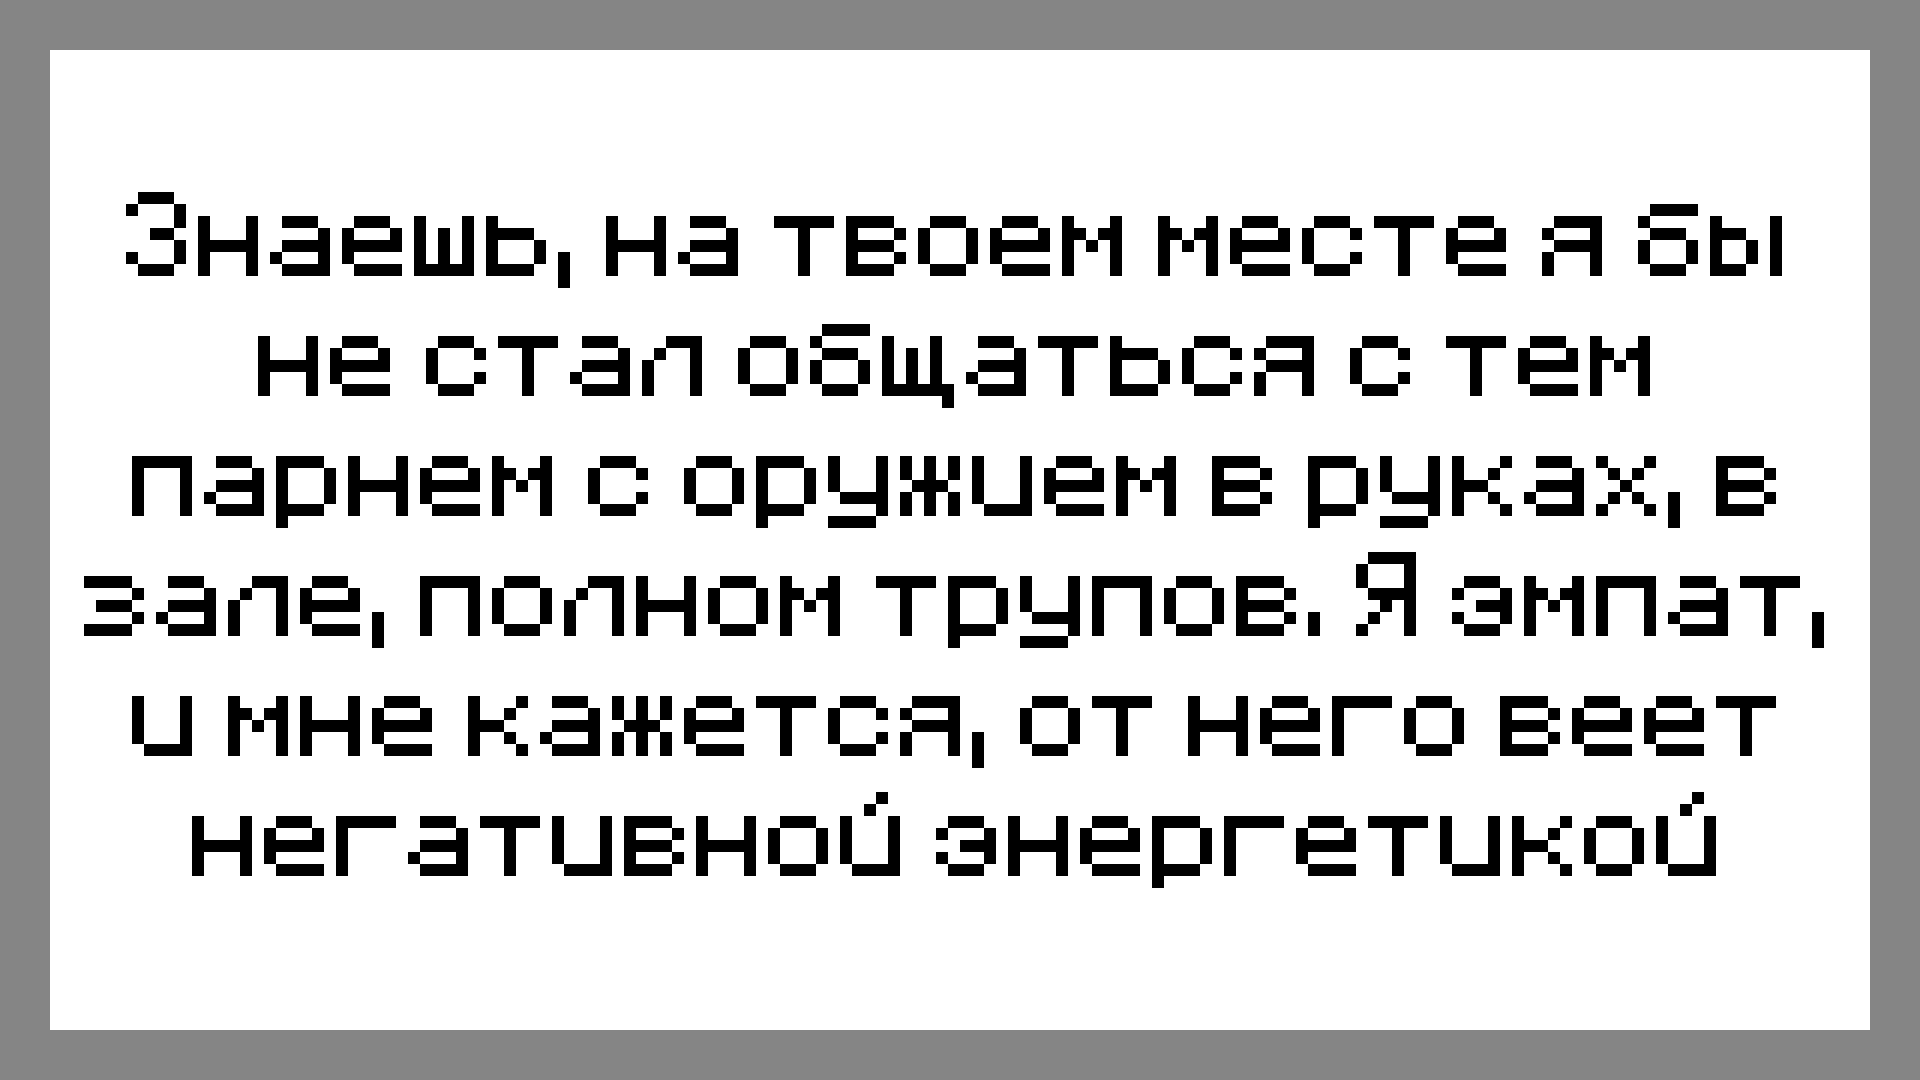 Знаешь, на твоем месте я бы
не стал общаться с тем
парнем с оружием в руках, в
зале, полном трупов. Я эмпат,
и мне кажется, от него веет
негативной энергетикой